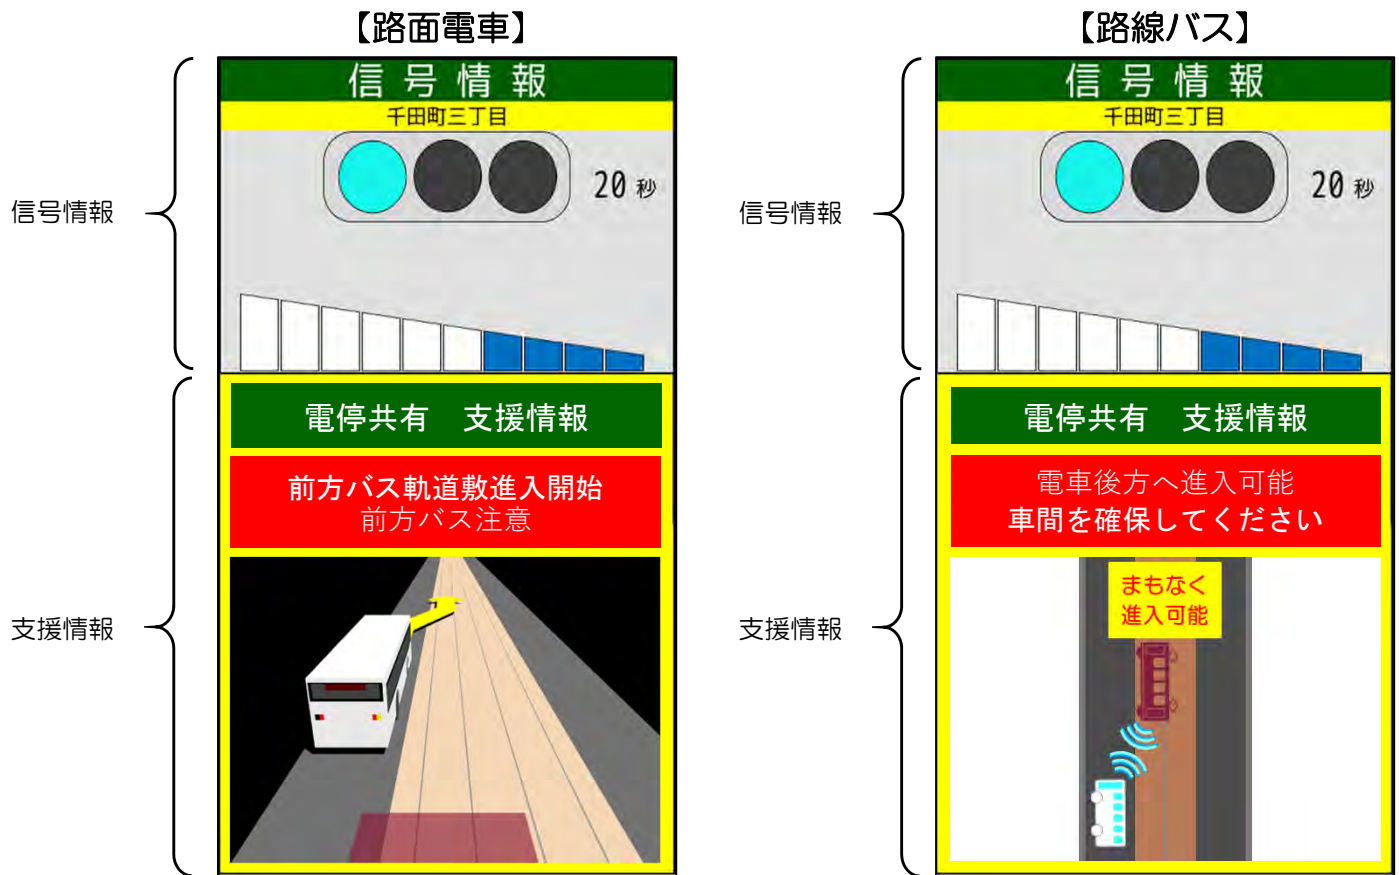 【路面電車】
信号情報
千田町三丁目
20 秒
信号情報
電停共有　支援情報
前方バス軌道敷進入開始
前方バス注意
支援情報
【路線バス】
信号情報
千田町三丁目
20 秒
信号情報
電停共有　支援情報
電車後方へ進入可能
車間を確保してください
まもなく
進入可能
支援情報